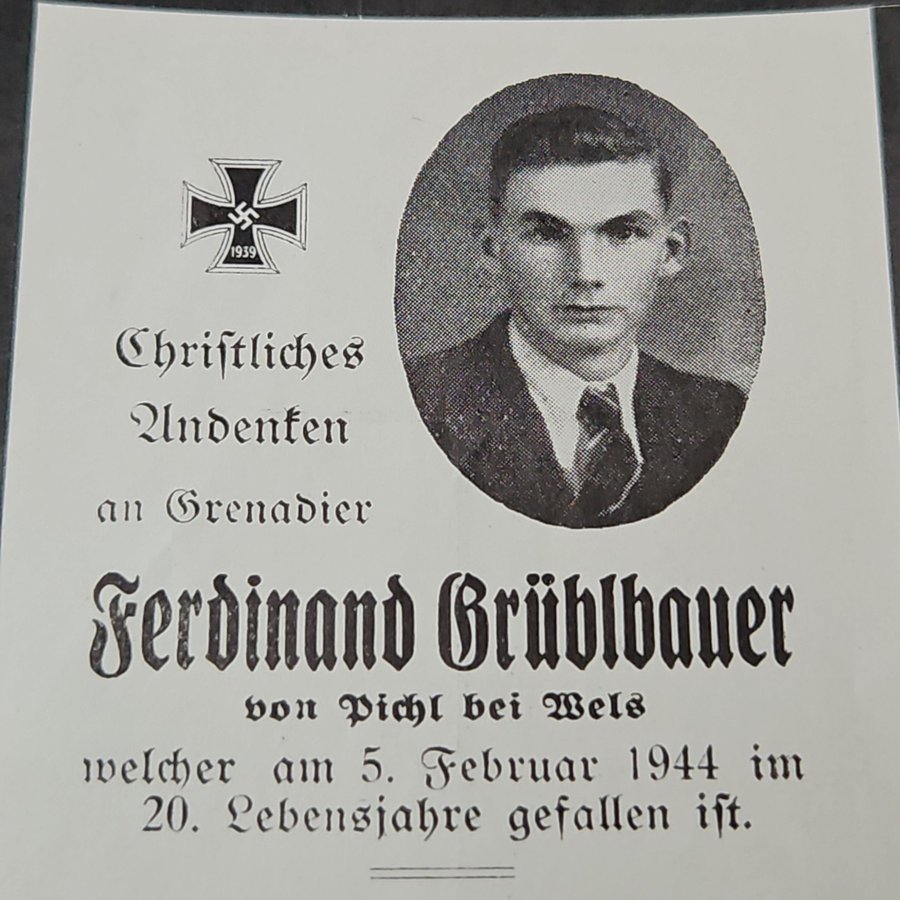 1939
Christliches
Andenken
an Grenadier
Ferdinand Grüblbauer
von Pichl bei Wels
welcher am 5. Februar 1944 im
20. Lebensjahre gefallen ist.